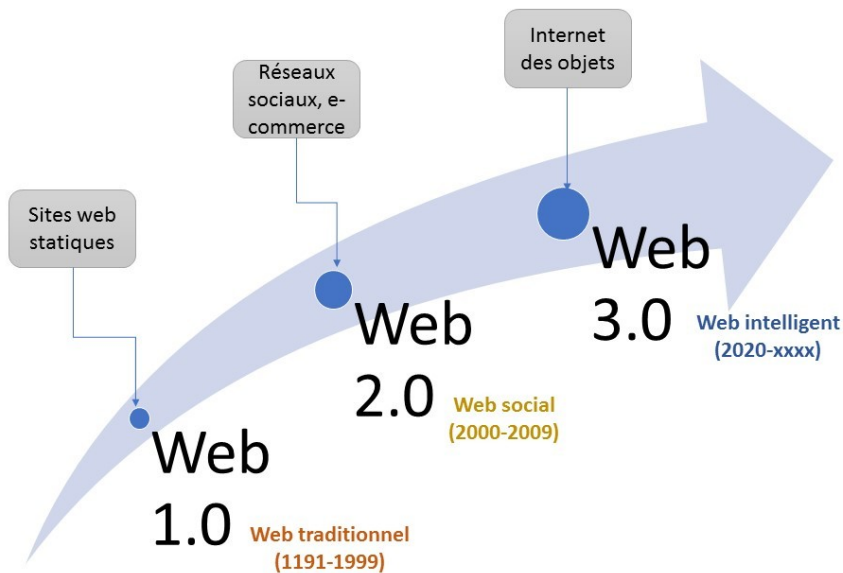 Sites web
statiques
Web
1.0
Web traditionnel
(1191-1999)
Réseaux
sociaux, e-
commerce
Web
2.0
Web social
(2000-2009)
Internet
des objets
Web
3.0
Web intelligent
(2020-xxxx)